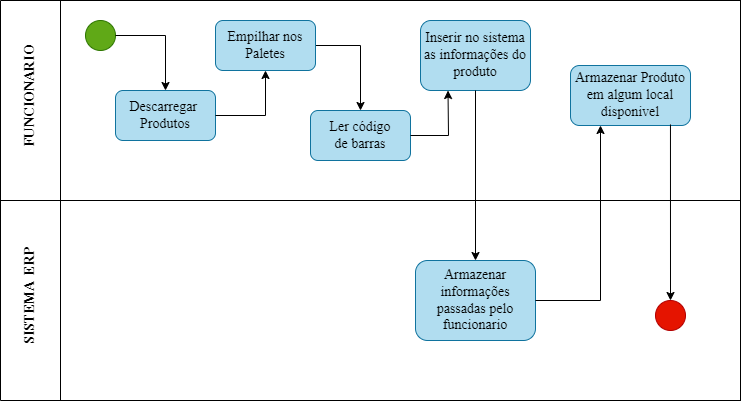 FUNCIONARIO
Descarregar
Produtos
Empilhar nos
Paletes
Ler código
de barras
Inserir no sistema
as informações do
produto
Armazenar Produto
em algum local
disponivel
SISTEMA ERP
Armazenar
informações
passadas pelo
funcionario